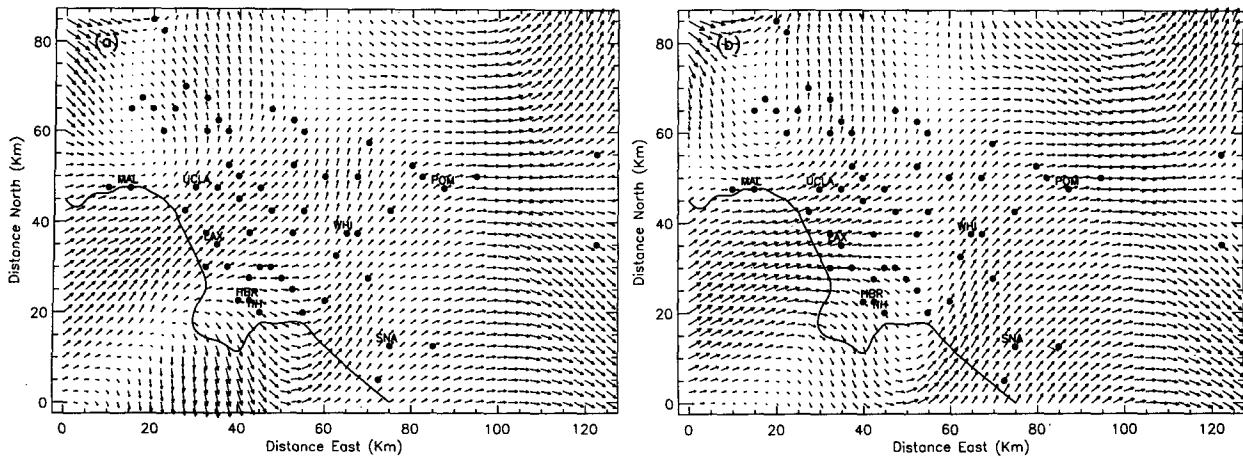 (a)
80
60
40
20
0
Distance North (Km)
MAL
UCLA
POM
LAX
WHI
HBR
SNA
0 20 40 60 80 100 120
Distance East (Km)
(b)
80
60
40
20
0
Distance North (Km)
MAL
UCLA
POM
LAX
WHI
HBR
SNA
0 20 40 60 80 100 120
Distance East (Km)